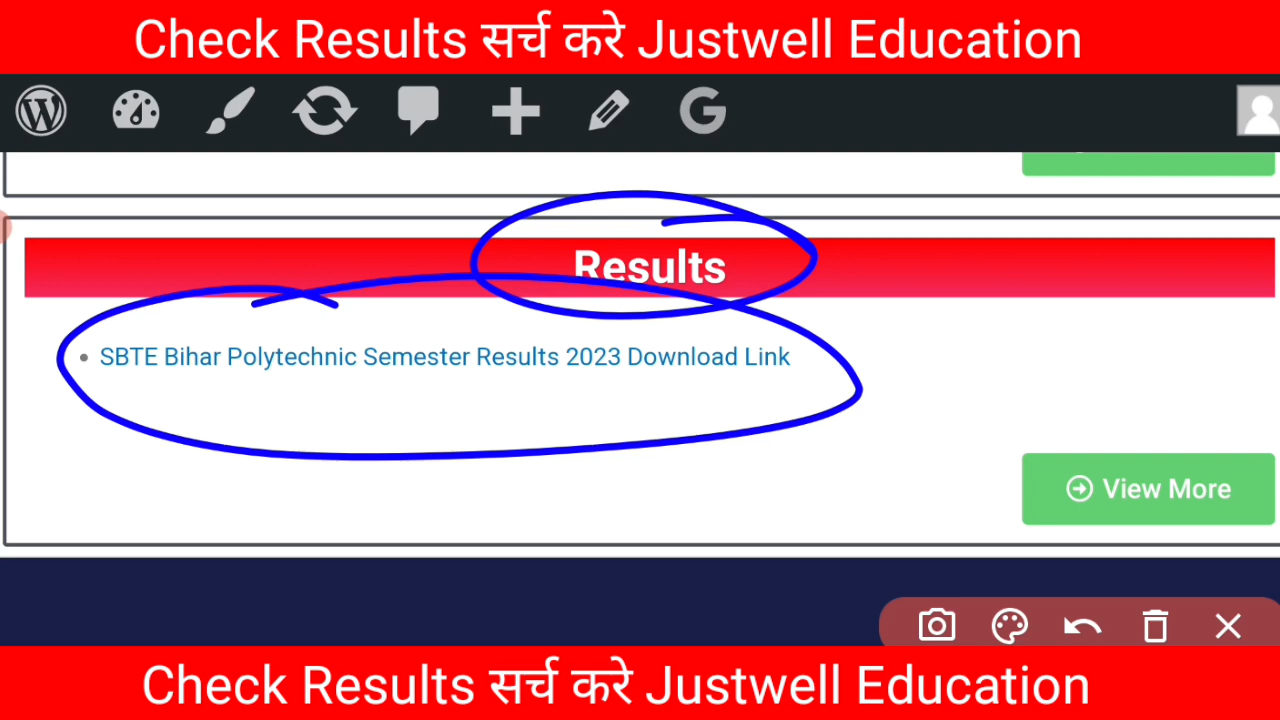 Check Results सर्च करे Justwell Education
Results
SBTE Bihar Polytechnic Semester Results 2023 Download Link
View More
Check Results सर्च करे Justwell Education